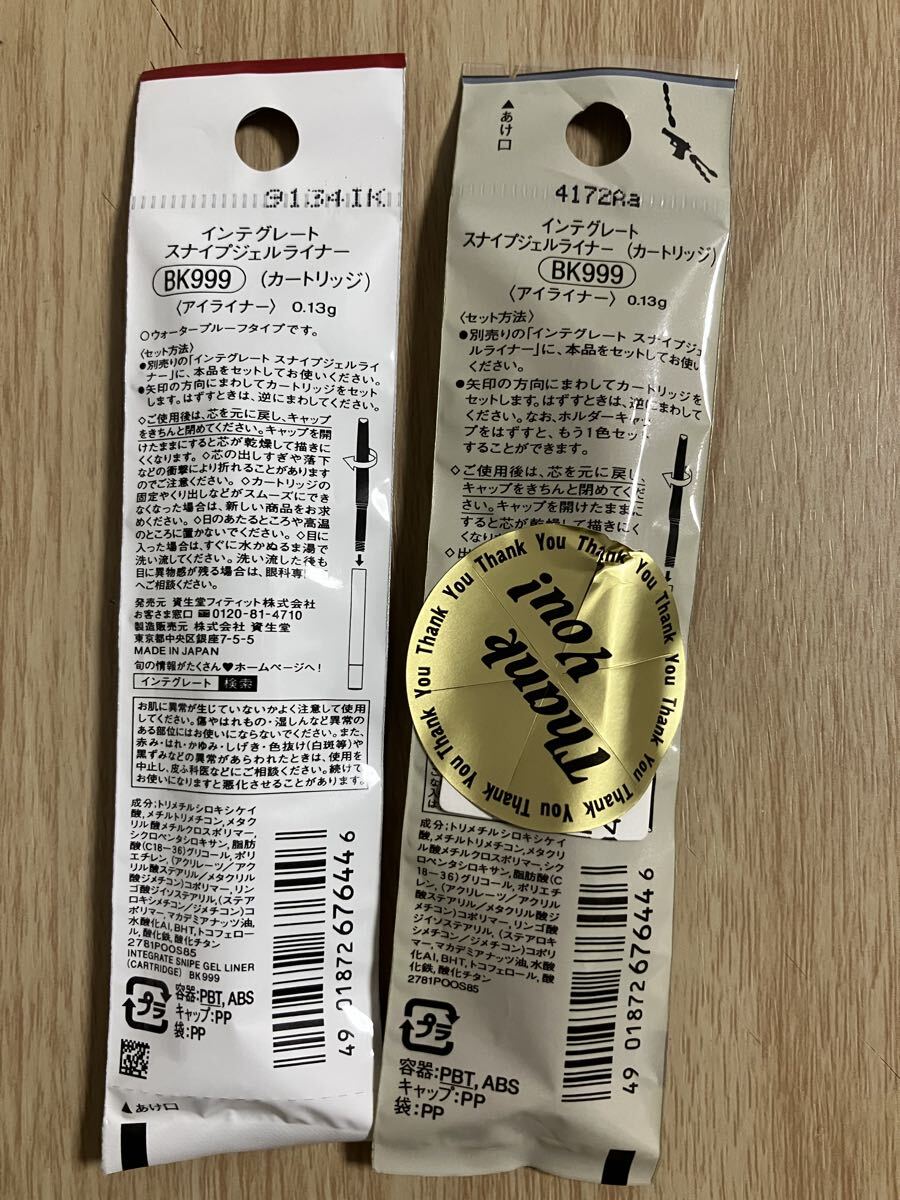 9134IK
インテグレート
スナイプジェルライナー
BK999 (カートリッジ)
〈アイライナー〉 0.13g
○ウォータープルーフタイプです。
〈セット方法〉
●別売りの「インテグレート スナイプジェルライ
ナー」に、本品をセットしてお使いください。
●矢印の方向にまわしてカートリッジをセット
します。はずすときは、逆にまわしてください。
◇ご使用後は、芯を元に戻し、キャップ
をきちんと閉めてください。キャップを開
けたままにすると芯が乾燥して描きに
くくなります。◇芯の出しすぎや落下
などの衝撃により折れることがあります
のでご注意ください。◇カートリッジの
固定やくり出しなどがスムーズにでき
なくなった場合は、新しい商品をお求
めください。◇日のあたるところや高温
のところに置かないでください。◇目に
入った場合は、すぐに水かぬるま湯で
洗い流してください。洗い流した後も
目に異物感が残る場合は、眼科専
へご相談ください。
発売元 資生堂フィティット株式会社
お客さま窓口 0120-81-4710
製造販売元 株式会社 資生堂
東京都中央区銀座7-5-5
MADE IN JAPAN
旬の情報がたくさん♥ホームページへ!
インテグレート 検索
お肌に異常が生じていないかよく注意して使用
してください。傷やはれもの・湿しんなど異常の
ある部位にはお使いにならないでください。また、
赤み・はれ・かゆみ・しげき・色抜け(白斑等)や
黒ずみなどの異常があらわれたときは、使用を
中止し、皮ふ科医などにご相談ください。続けて
お使いになりますと悪化させることがあります。
成分;トリメチルシロキシケイ
酸,メチルトリメチコン,メタク
リル酸メチルクロスポリマー,
シクロペンタシロキサン,脂肪
酸(C18-36)グリコール,ポリ
エチレン,(アクリレーツ/アク
リル酸ステアリル/メタクリル
酸ジメチコン)コポリマー,リン
ゴ酸ジイソステアリル,(ステア
ロキシメチコン/ジメチコン)コ
ポリマー,マカデミアナッツ油,
水酸化Al,BHT,トコフェロー
ル,酸化鉄,酸化チタン
2781POOS85
INTEGRATE SNIPE GEL LINER
(CARTRIDGE) BK999
プラ
容器:PBT, ABS
キャップ:PP
袋:PP
4901872676446
▲あけ口
▲あけ口
4172Aa
インテグレート
スナイプジェルライナー (カートリッジ)
BK999
〈アイライナー〉 0.13g
〈セット方法〉
●別売りの「インテグレート スナイプジェ
ルライナー」に、本品をセットしてお使い
ください。
●矢印の方向にまわしてカートリッジを
セットします。はずすときは、逆にまわして
ください。なお、ホルダーキャ
プをはずすと、もう1色セット
することができます。
◇ご使用後は、芯を元に戻し、
キャップをきちんと閉めてくだ
さい。キャップを開けたままに
すると芯が乾燥して描きにく
くなり
Thank You Thank You Thank You Thank You Thank You Thank You Thank You
Thank
you!
成分;トリメチルシロキシケイ
酸,メチルトリメチコン,メタクリ
ル酸メチルクロスポリマー,シク
ロペンタシロキサン,脂肪酸(C
18-36)グリコール,ポリエチ
レン,(アクリレーツ/アクリル
酸ステアリル/メタクリル酸ジ
メチコン)コポリマー,リンゴ酸
ジイソステアリル,(ステアロキ
シメチコン/ジメチコン)コポリ
マー,マカデミアナッツ油,水酸
化Al,BHT,トコフェロール,酸
化鉄,酸化チタン
2781POOS85
プラ
容器:PBT, ABS
キャップ:PP
袋:PP
4901872676446